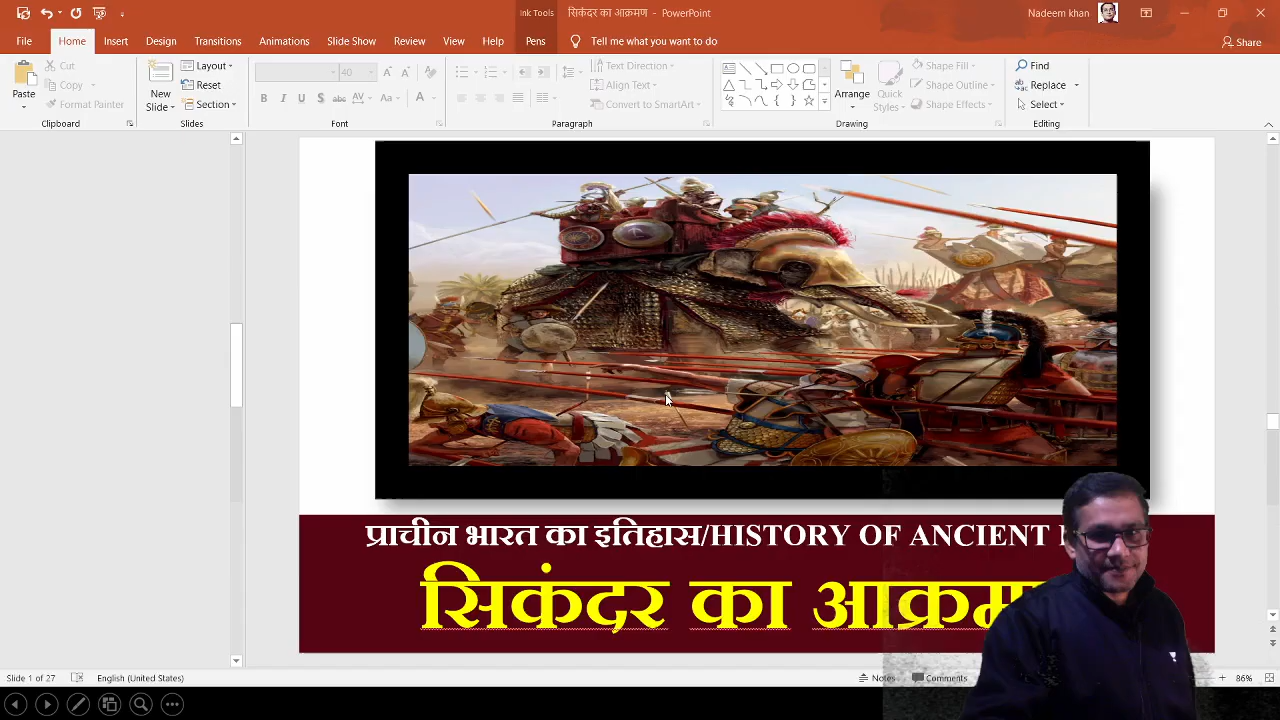 Ink Tools
सिकंदर का आक्रमण - PowerPoint
Nadeem khan
File Home Insert Design Transitions Animations Slide Show Review View Help Pens Tell me what you want to do Share
Paste
Cut
Copy
Format Painter
Clipboard
New Slide
Layout
Reset
Section
Slides
40
Font
Text Direction
Align Text
Convert to SmartArt
Paragraph
Arrange
Quick Styles
Shape Fill
Shape Outline
Shape Effects
Drawing
Find
Replace
Select
Editing
प्राचीन भारत का इतिहास/HISTORY OF ANCIENT
सिकंदर का आक्रम
Slide 1 of 27 English (United States) Notes Comments 86%